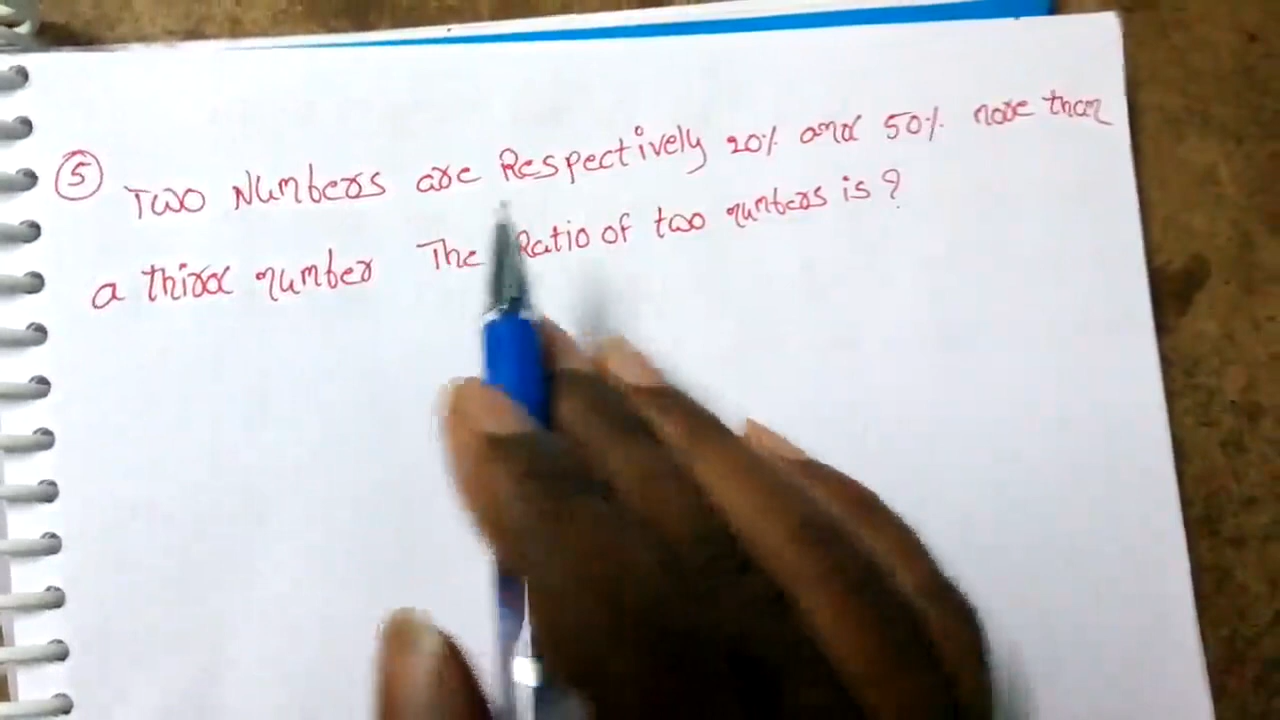 5 Two Numbers are Respectively 20% and 50% more than
a third number The Ratio of two numbers is ?